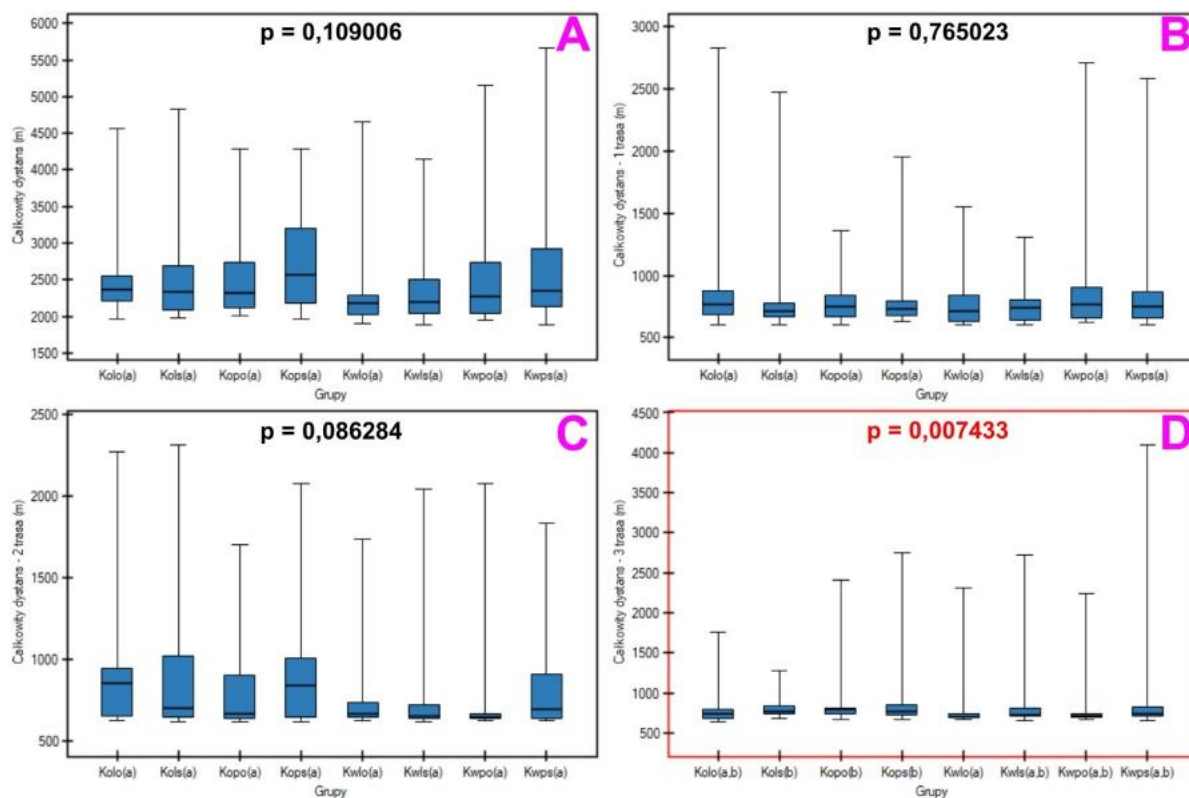 p = 0,109006
A
Całkowity dystans (m)
6000
5500
5000
4500
4000
3500
3000
2500
2000
1500
Kolo(a) Kols(a) Kopo(a) Kops(a) Kwlo(a) Kwls(a) Kwpo(a) Kwps(a)
Grupy
p = 0,765023
B
Całkowity dystans - 1 trasa (m)
3000
2500
2000
1500
1000
500
Kolo(a) Kols(a) Kopo(a) Kops(a) Kwlo(a) Kwls(a) Kwpo(a) Kwps(a)
Grupy
p = 0,086284
C
Całkowity dystans - 2 trasa (m)
2500
2000
1500
1000
500
Kolo(a) Kols(a) Kopo(a) Kops(a) Kwlo(a) Kwls(a) Kwpo(a) Kwps(a)
Grupy
p = 0,007433
D
Całkowity dystans - 3 trasa (m)
4500
4000
3500
3000
2500
2000
1500
1000
500
Kolo(a,b) Kols(b) Kopo(b) Kops(b) Kwlo(a) Kwls(a,b) Kwpo(a,b) Kwps(a,b)
Grupy